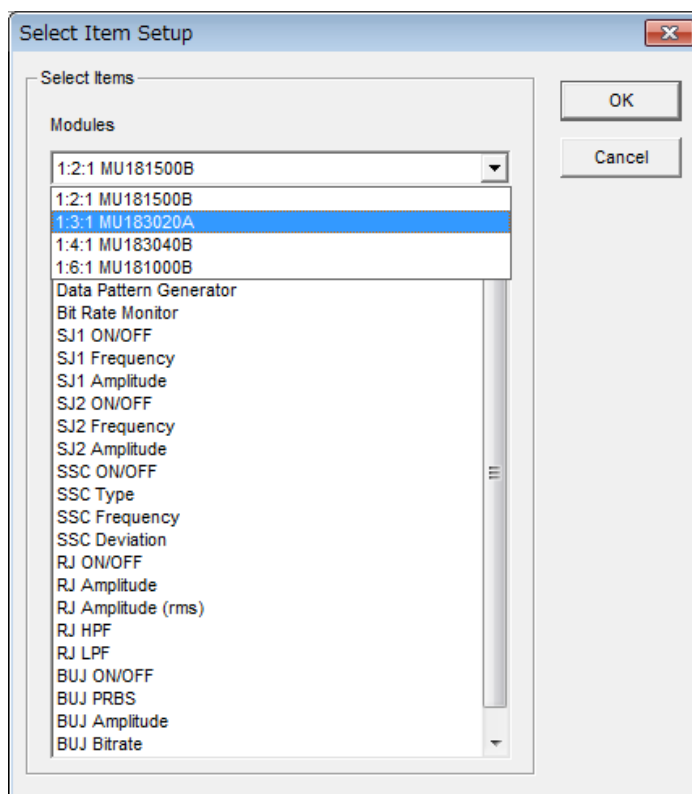 Select Item Setup
Select Items
OK
Modules
Cancel
1:2:1 MU181500B
1:2:1 MU181500B
1:3:1 MU183020A
1:4:1 MU183040B
1:6:1 MU181000B
Data Pattern Generator
Bit Rate Monitor
SJ1 ON/OFF
SJ1 Frequency
SJ1 Amplitude
SJ2 ON/OFF
SJ2 Frequency
SJ2 Amplitude
SSC ON/OFF
SSC Type
SSC Frequency
SSC Deviation
RJ ON/OFF
RJ Amplitude
RJ Amplitude (rms)
RJ HPF
RJ LPF
BUJ ON/OFF
BUJ PRBS
BUJ Amplitude
BUJ Bitrate